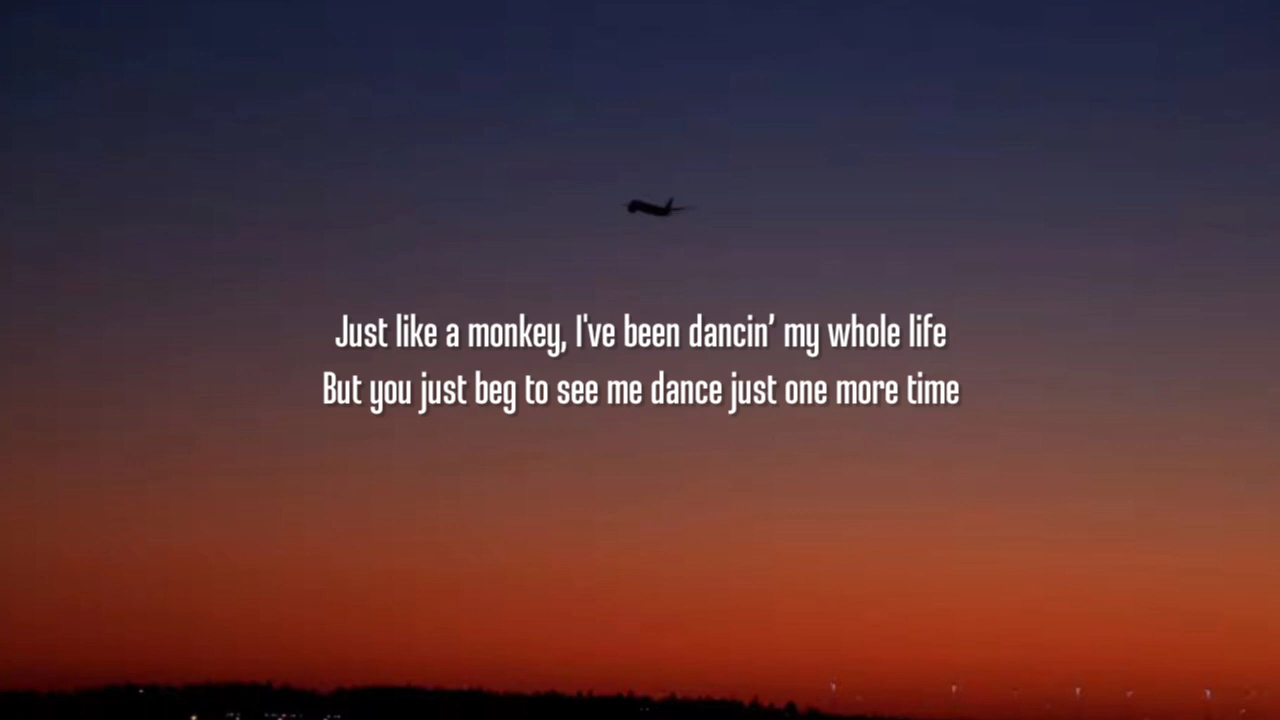 Just like a monkey, I've been dancin’ my whole life
But you just beg to see me dance just one more time